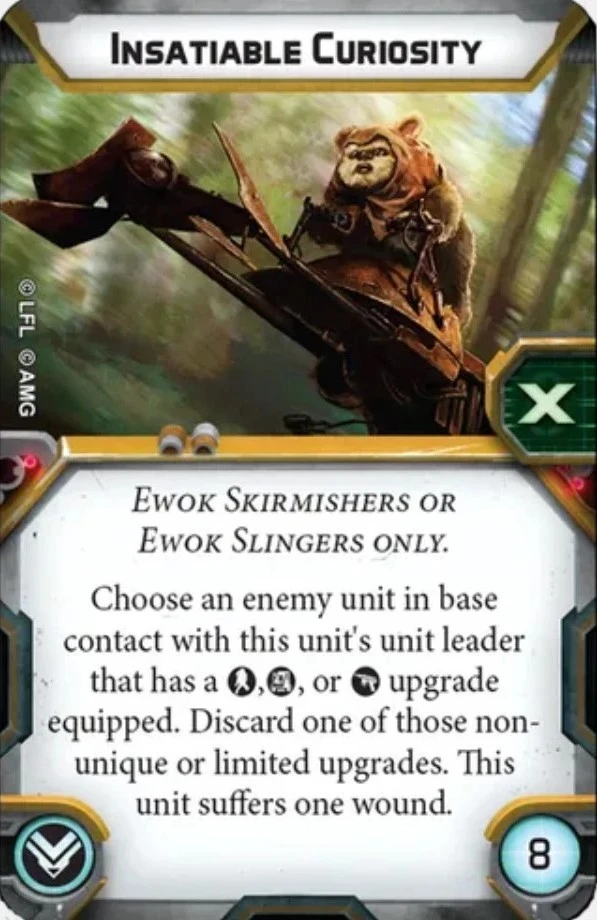 INSATIABLE CURIOSITY
©LFL ©AMG
X
EWOK SKIRMISHERS OR
EWOK SLINGERS ONLY.
Choose an enemy unit in base
contact with this unit's unit leader
that has a , , or upgrade
equipped. Discard one of those non-
unique or limited upgrades. This
unit suffers one wound.
8